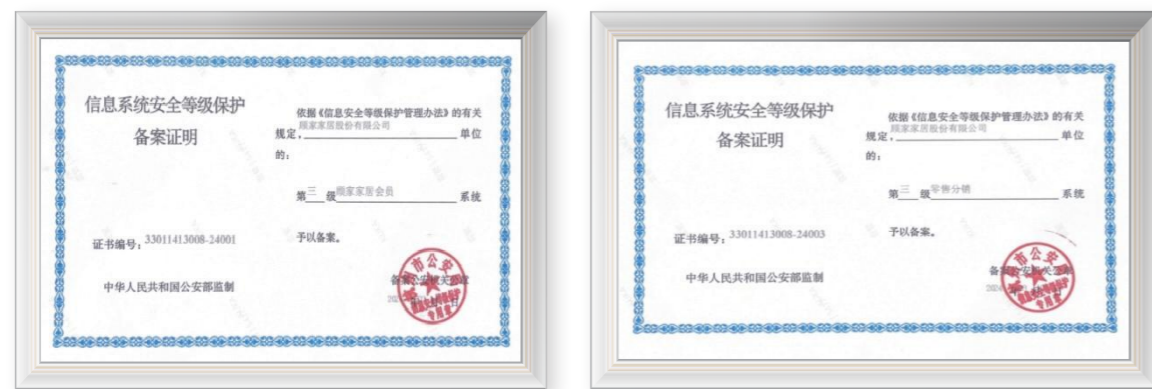 信息系统安全等级保护
备案证明
依据《信息安全等级保护管理办法》的有关
规定，顾家家居股份有限公司 单位
的：
第 三 级 顾家家居会员 系统
证书编号：33011413008-24001
予以备案。
中华人民共和国公安部监制
信息系统安全等级保护
备案证明
依据《信息安全等级保护管理办法》的有关
规定，顾家家居股份有限公司 单位
的：
第 三 级 零售分销 系统
证书编号：33011413008-24003
予以备案。
中华人民共和国公安部监制